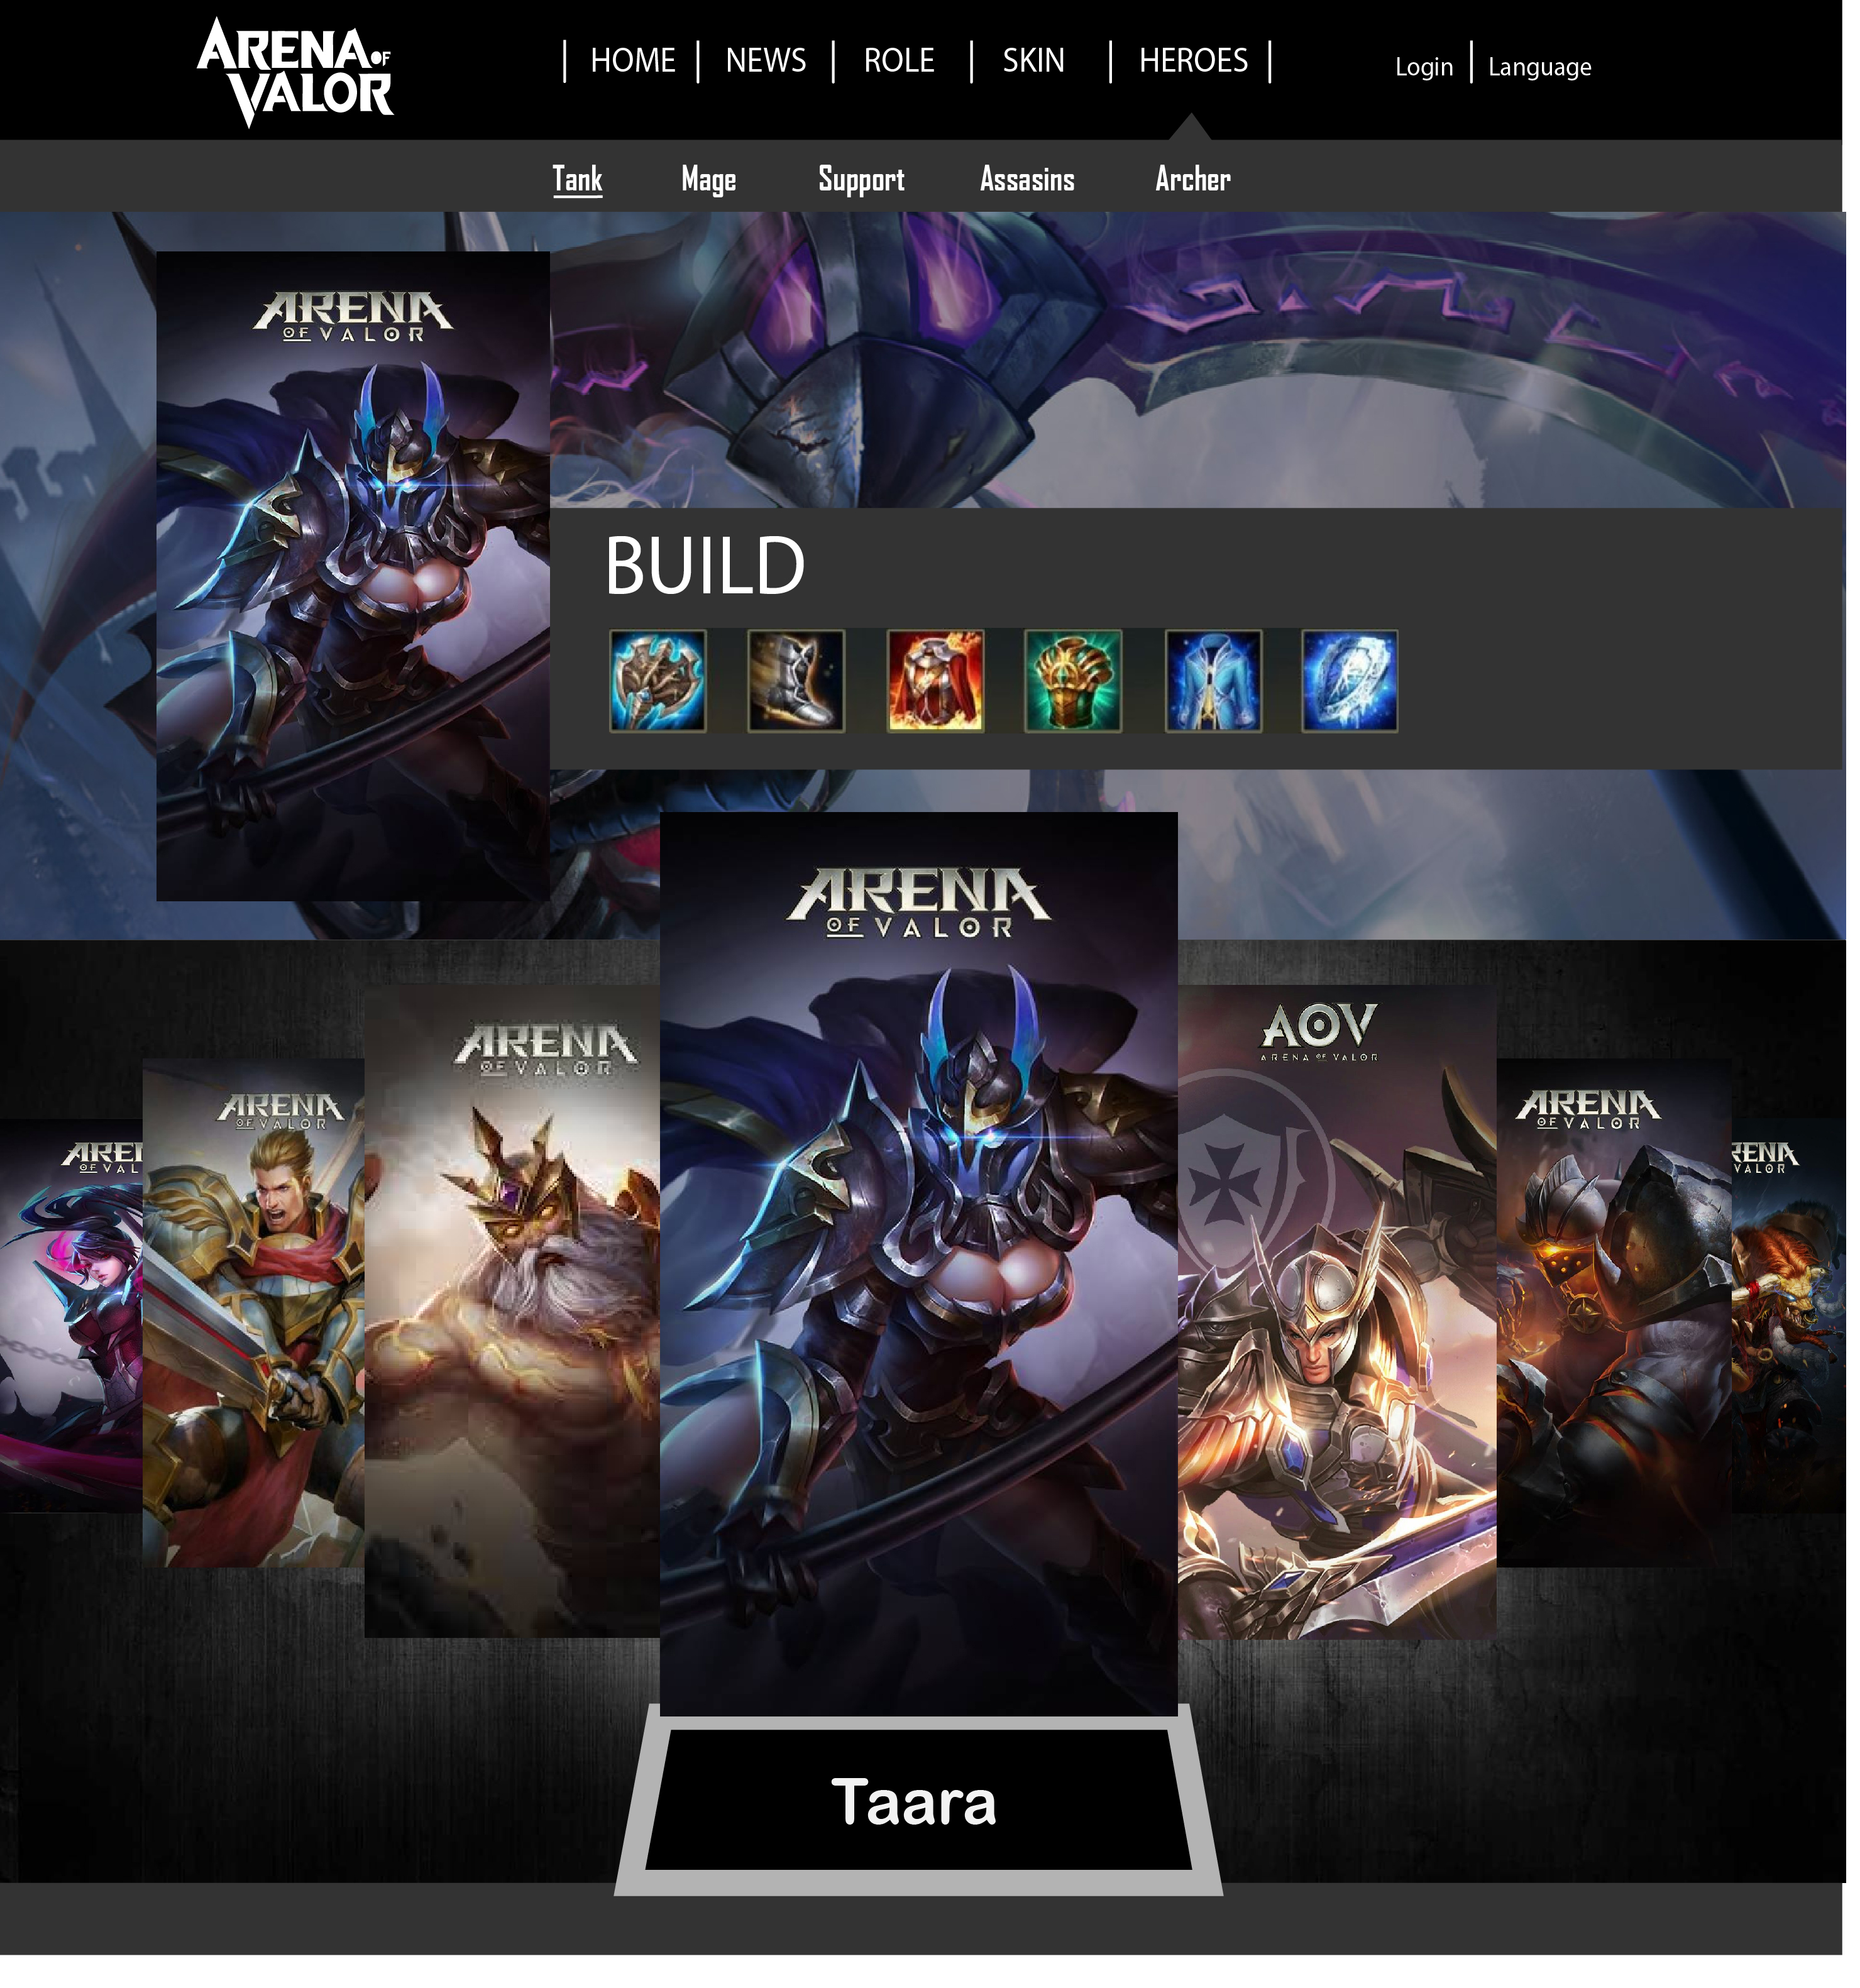 ARENA OF
VALOR
HOME NEWS ROLE SKIN HEROES
Login Language
Tank Mage Support Assasins Archer
ARENA
OF VALOR
BUILD
ARENA
OF VALOR
ARENA
OF VALOR
AOV
ARENA OF VALOR
ARENA
OF VALOR
ARENA
OF VALOR
AREN
OF VAL
RENA
VALOR
Taara